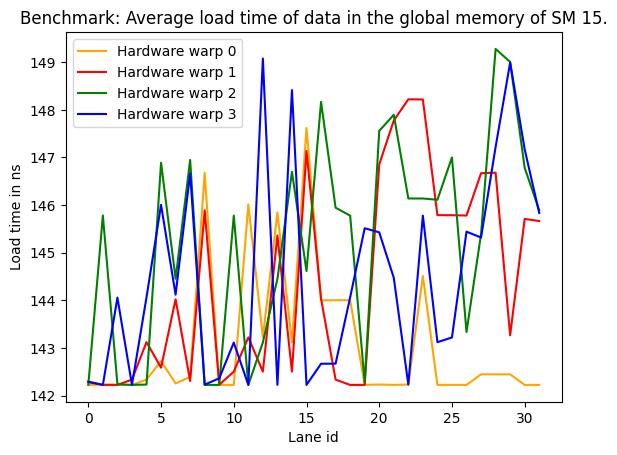 Benchmark: Average load time of data in the global memory of SM 15.
Hardware warp 0
Hardware warp 1
Hardware warp 2
Hardware warp 3
149
148
147
146
145
144
143
142
Load time in ns
0 5 10 15 20 25 30
Lane id